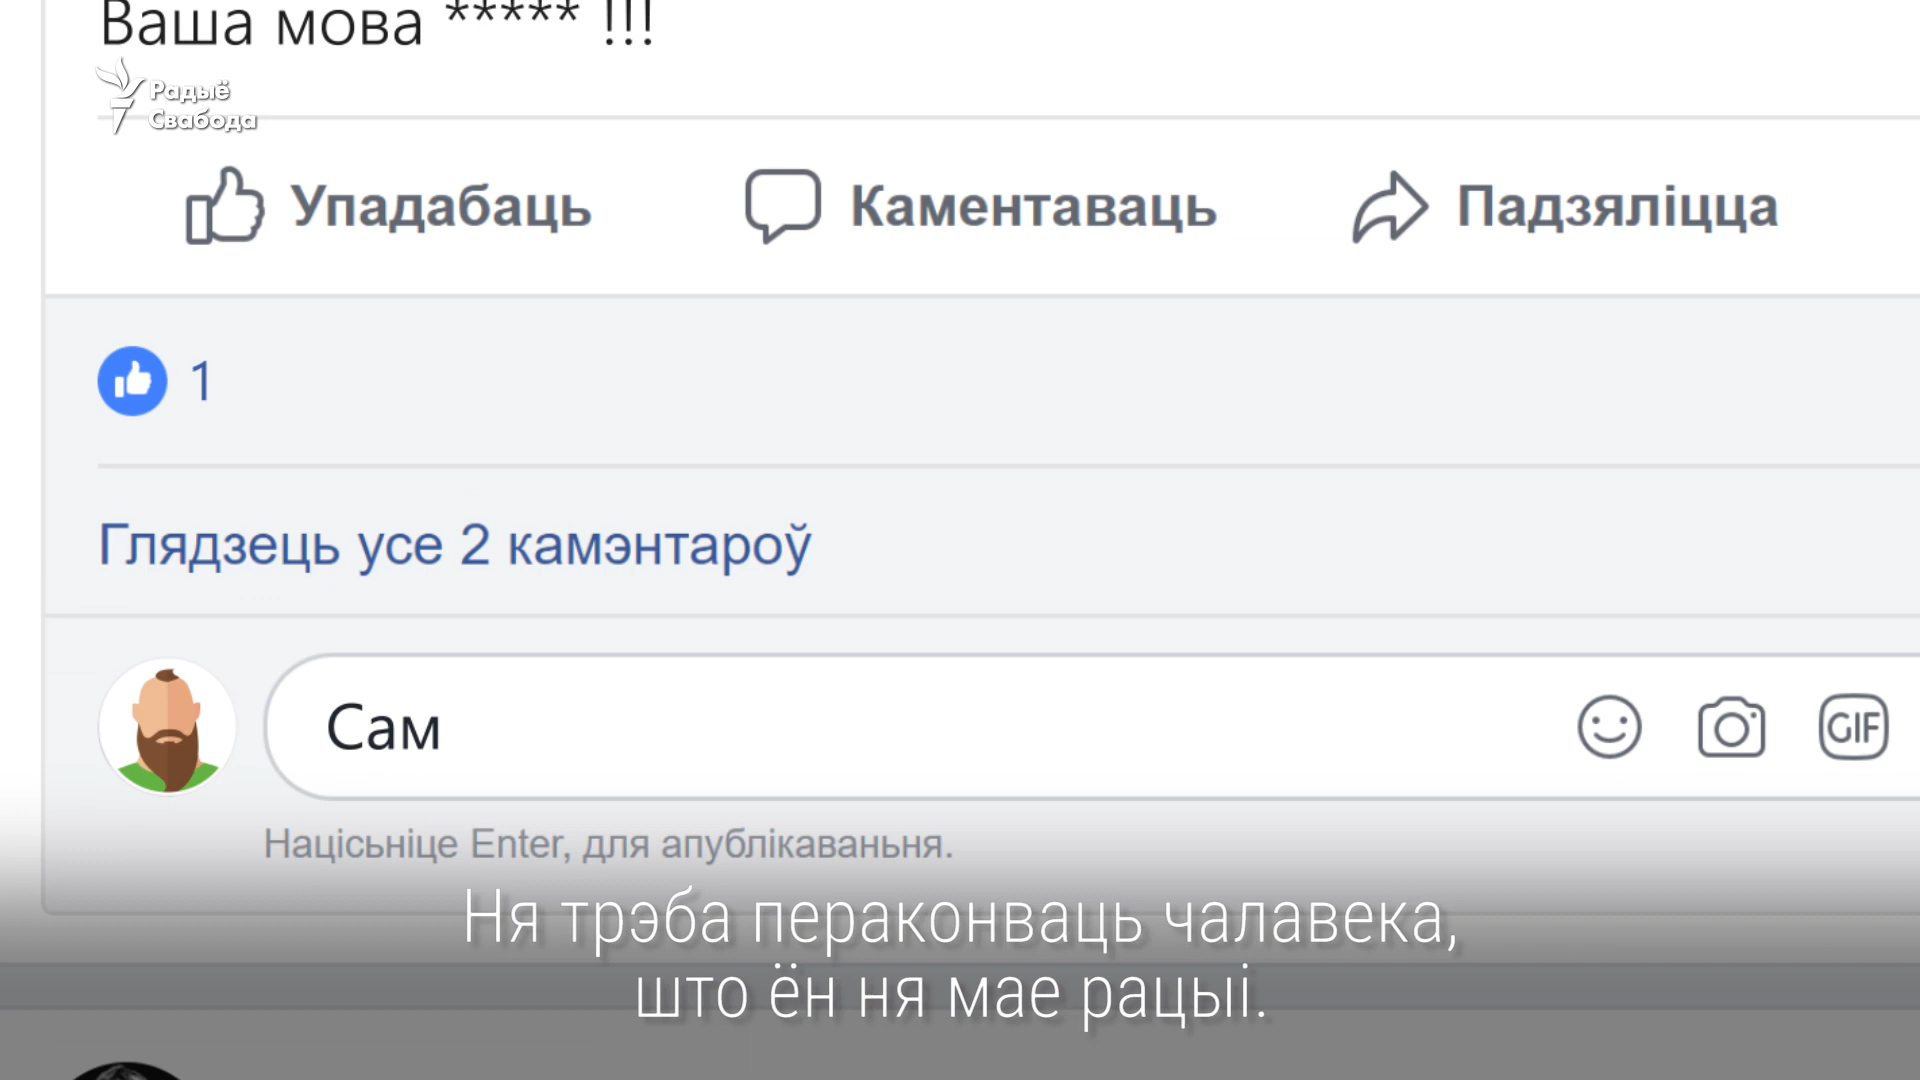 Ваша мова ***** !!!
Радыё
Свабода
Упадабаць
Каментаваць
Падзяліцца
1
Глядзець усе 2 камэнтароў
Сам
GIF
Націсьніце Enter, для апублікаваньня.
Ня трэба пераконваць чалавека,
што ён ня мае рацыі.